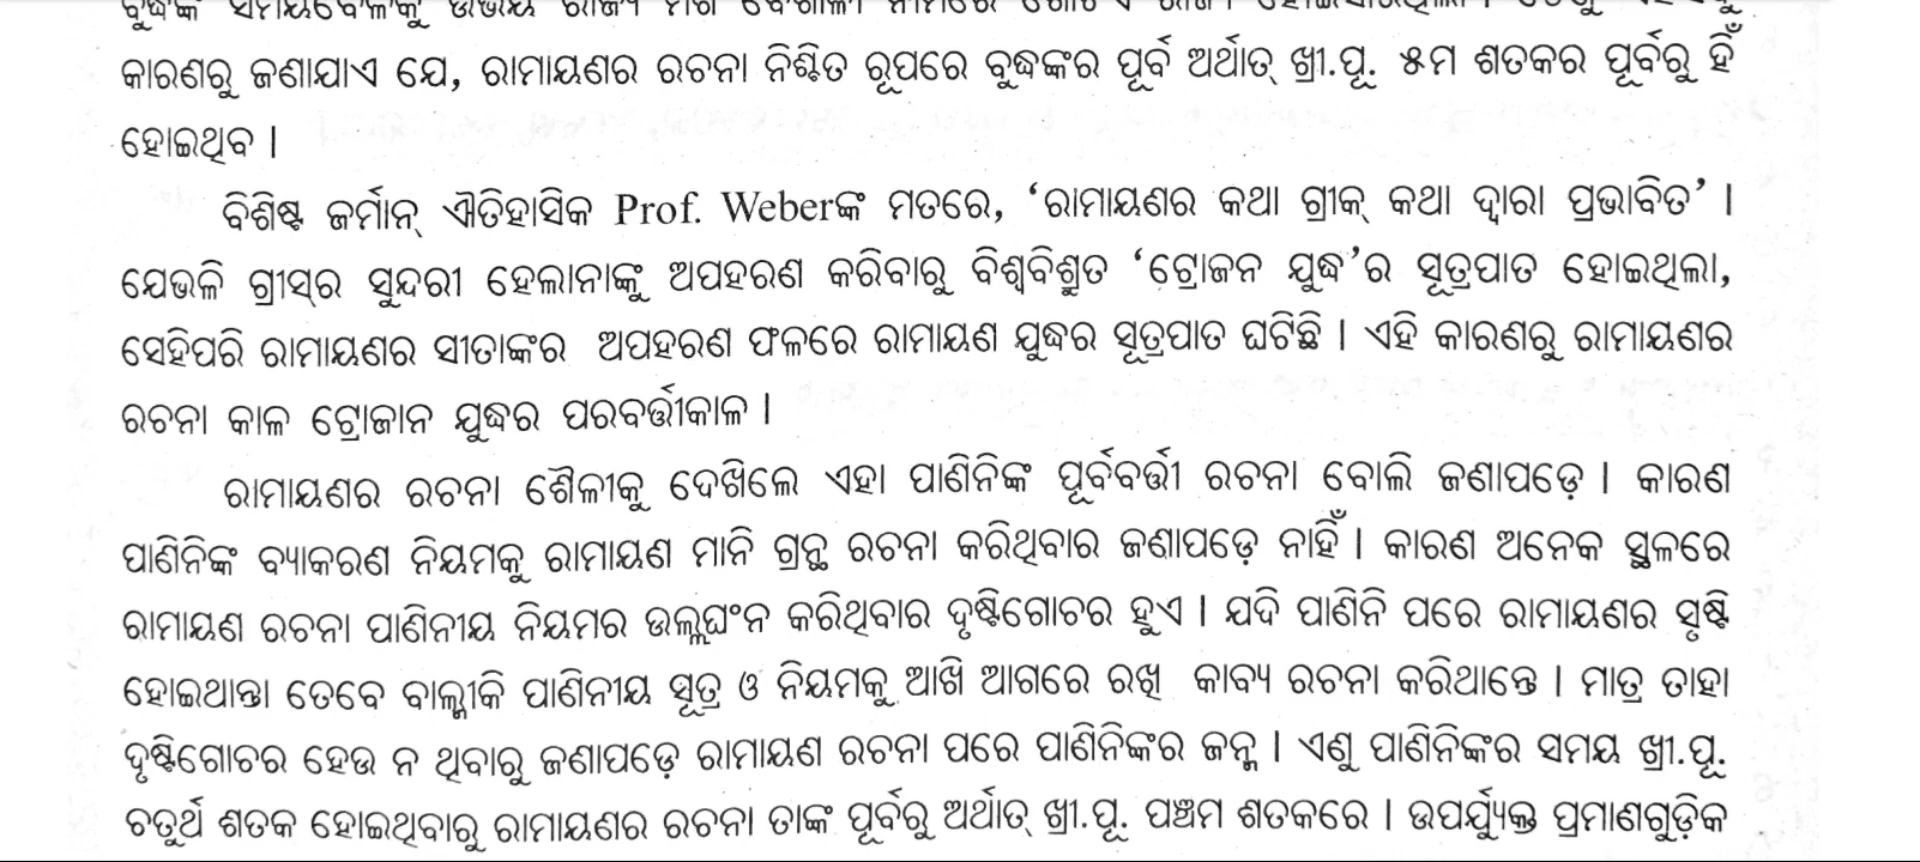 କାରଣରୁ ଜଣାଯାଏ ଯେ, ରାମାୟଣର ରଚନା ନିଶ୍ଚିତ ରୂପରେ ବୁଦ୍ଧଙ୍କର ପୂର୍ବ ଅର୍ଥାତ୍ ଖ୍ରୀ.ପୂ. ୫ମ ଶତକର ପୂର୍ବରୁ ହିଁ
ହୋଇଥିବ ।
ବିଶିଷ୍ଟ ଜର୍ମାନ୍ ଐତିହାସିକ Prof. Weberଙ୍କ ମତରେ, ‘ରାମାୟଣର କଥା ଗ୍ରୀକ୍ କଥା ଦ୍ୱାରା ପ୍ରଭାବିତ’ ।
ଯେଭଳି ଗ୍ରୀସ୍‌ର ସୁନ୍ଦରୀ ହେଲାନାଙ୍କୁ ଅପହରଣ କରିବାରୁ ବିଶ୍ୱବିଶ୍ରୁତ ‘ଟ୍ରୋଜନ ଯୁଦ୍ଧ’ର ସୂତ୍ରପାତ ହୋଇଥିଲା,
ସେହିପରି ରାମାୟଣର ସୀତାଙ୍କର ଅପହରଣ ଫଳରେ ରାମାୟଣ ଯୁଦ୍ଧର ସୂତ୍ରପାତ ଘଟିଛି । ଏହି କାରଣରୁ ରାମାୟଣର
ରଚନା କାଳ ଟ୍ରୋଜାନ ଯୁଦ୍ଧର ପରବର୍ତ୍ତୀକାଳ ।
ରାମାୟଣର ରଚନା ଶୈଳୀକୁ ଦେଖିଲେ ଏହା ପାଣିନିଙ୍କ ପୂର୍ବବର୍ତ୍ତୀ ରଚନା ବୋଲି ଜଣାପଡ଼େ । କାରଣ
ପାଣିନିଙ୍କ ବ୍ୟାକରଣ ନିୟମକୁ ରାମାୟଣ ମାନି ଗ୍ରନ୍ଥ ରଚନା କରିଥିବାର ଜଣାପଡ଼େ ନାହିଁ । କାରଣ ଅନେକ ସ୍ଥଳରେ
ରାମାୟଣ ରଚନା ପାଣିନୀୟ ନିୟମର ଉଲ୍ଲଘଂନ କରିଥିବାର ଦୃଷ୍ଟିଗୋଚର ହୁଏ । ଯଦି ପାଣିନି ପରେ ରାମାୟଣର ସୃଷ୍ଟି
ହୋଇଥାନ୍ତା ତେବେ ବାଲ୍ମୀକି ପାଣିନୀୟ ସୂତ୍ର ଓ ନିୟମକୁ ଆଖି ଆଗରେ ରଖି କାବ୍ୟ ରଚନା କରିଥାନ୍ତେ । ମାତ୍ର ତାହା
ଦୃଷ୍ଟିଗୋଚର ହେଉ ନ ଥିବାରୁ ଜଣାପଡ଼େ ରାମାୟଣ ରଚନା ପରେ ପାଣିନିଙ୍କର ଜନ୍ମ । ଏଣୁ ପାଣିନିଙ୍କର ସମୟ ଖ୍ରୀ.ପୂ.
ଚତୁର୍ଥ ଶତକ ହୋଇଥିବାରୁ ରାମାୟଣର ରଚନା ତାଙ୍କ ପୂର୍ବରୁ ଅର୍ଥାତ୍ ଖ୍ରୀ.ପୂ. ପଞ୍ଚମ ଶତକରେ । ଉପର୍ଯ୍ୟୁକ୍ତ ପ୍ରମାଣଗୁଡ଼ିକ